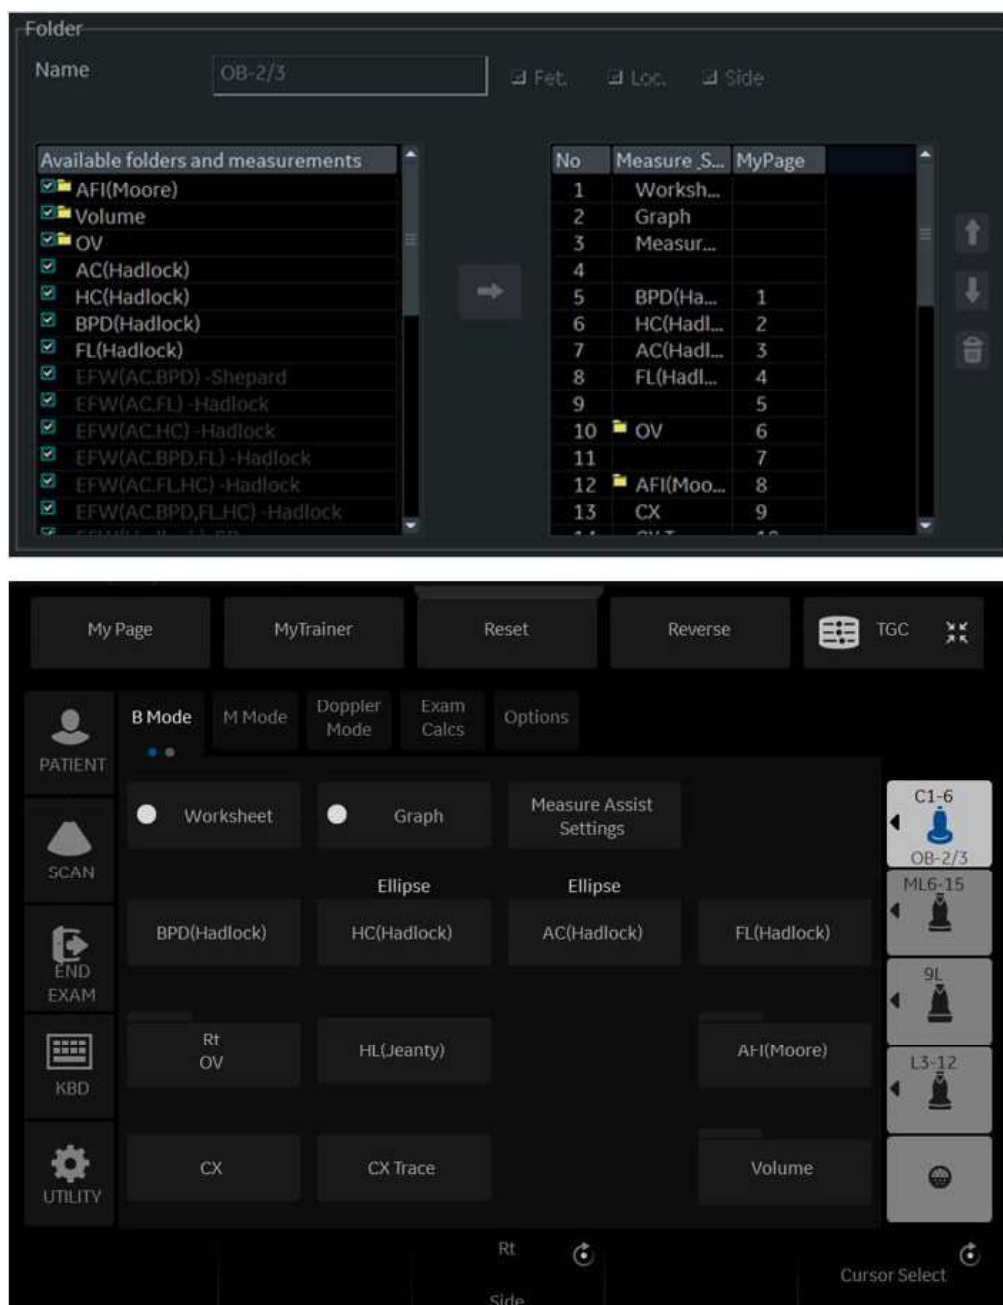 Folder
Name OB-2/3 Fet. Loc. Side
Available folders and measurements
AFI(Moore)
Volume
OV
AC(Hadlock)
HC(Hadlock)
BPD(Hadlock)
FL(Hadlock)
EFW(AC.BPD) -Shepard
EFW(AC.FL) -Hadlock
EFW(AC.HC) -Hadlock
EFW(AC.BPD,FL) -Hadlock
EFW(AC.FL.HC) -Hadlock
EFW(AC.BPD,FL.HC) -Hadlock
No Measure_S... MyPage
1 Worksh...
2 Graph
3 Measur...
4
5 BPD(Ha... 1
6 HC(Hadl... 2
7 AC(Hadl... 3
8 FL(Hadl... 4
9 5
10 OV 6
11 7
12 AFI(Moo... 8
13 CX 9
My Page MyTrainer Reset Reverse TGC
PATIENT
SCAN
END
EXAM
KBD
UTILITY
B Mode M Mode Doppler Mode Exam Calcs Options
Worksheet Graph Measure Assist
Settings
Ellipse Ellipse
BPD(Hadlock) HC(Hadlock) AC(Hadlock) FL(Hadlock)
Rt
OV HL(Jeanty) AFI(Moore)
CX CX Trace Volume
C1-6
OB-2/3
ML6-15
9L
L3-12
Rt
Side
Cursor Select